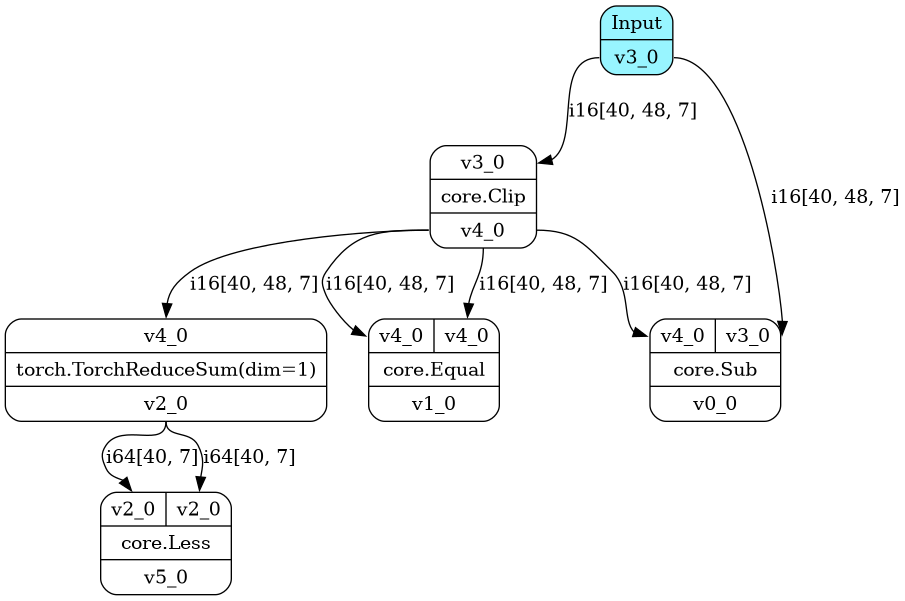 Input
v3_0
i16[40, 48, 7]
i16[40, 48, 7]
v3_0
core.Clip
v4_0
i16[40, 48, 7]
i16[40, 48, 7]
i16[40, 48, 7]
i16[40, 48, 7]
v4_0
torch.TorchReduceSum(dim=1)
v2_0
v4_0 v4_0
core.Equal
v1_0
v4_0 v3_0
core.Sub
v0_0
i64[40, 7]
i64[40, 7]
v2_0 v2_0
core.Less
v5_0